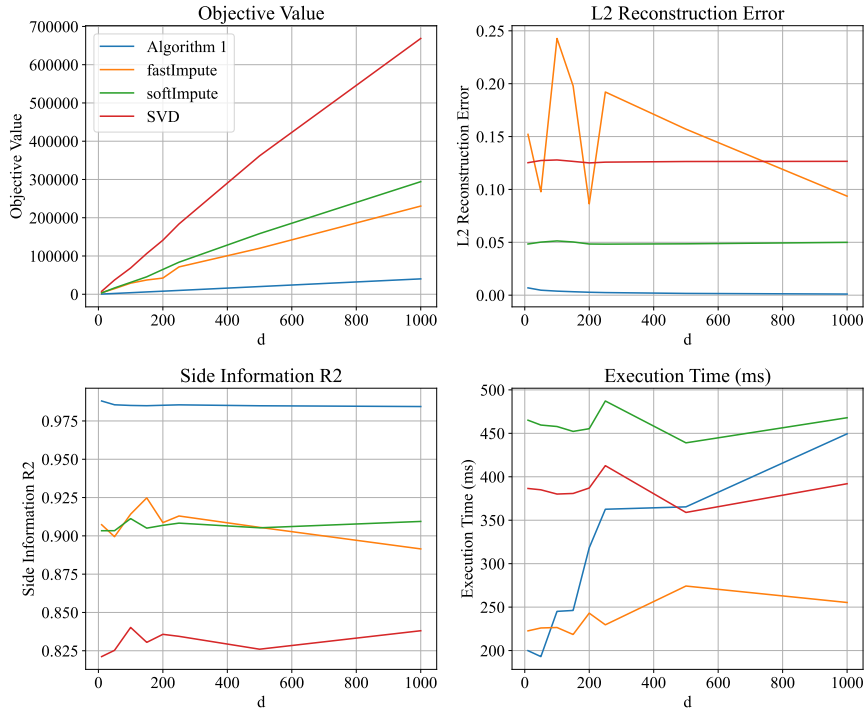 Objective Value
700000
600000
500000
400000
300000
200000
100000
0
Objective Value
Algorithm 1
fastImpute
softImpute
SVD
0 200 400 600 800 1000
d
L2 Reconstruction Error
0.25
0.20
0.15
0.10
0.05
0.00
L2 Reconstruction Error
0 200 400 600 800 1000
d
Side Information R2
0.975
0.950
0.925
0.900
0.875
0.850
0.825
Side Information R2
0 200 400 600 800 1000
d
Execution Time (ms)
500
450
400
350
300
250
200
Execution Time (ms)
0 200 400 600 800 1000
d